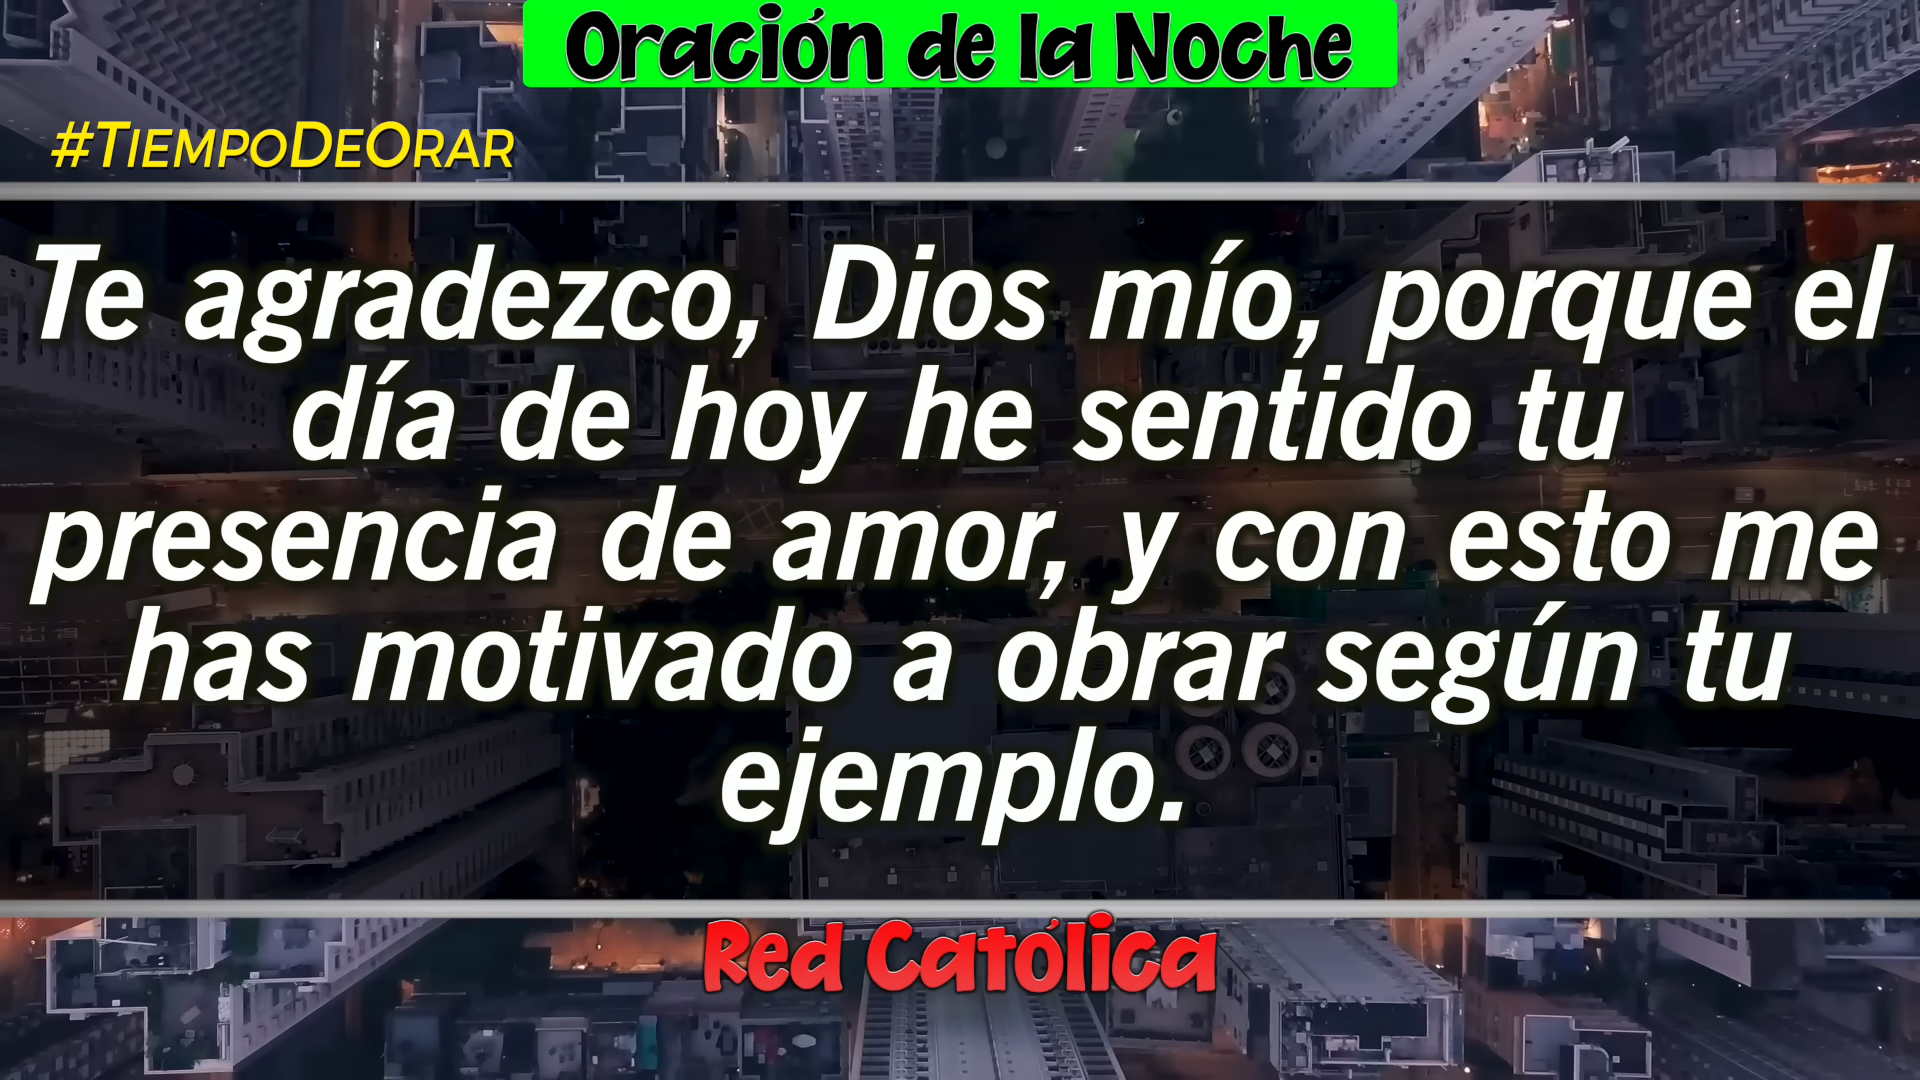 Oración de la Noche
#TiempoDeOrar
Te agradezco, Dios mío, porque el
día de hoy he sentido tu
presencia de amor, y con esto me
has motivado a obrar según tu
ejemplo.
Red Católica